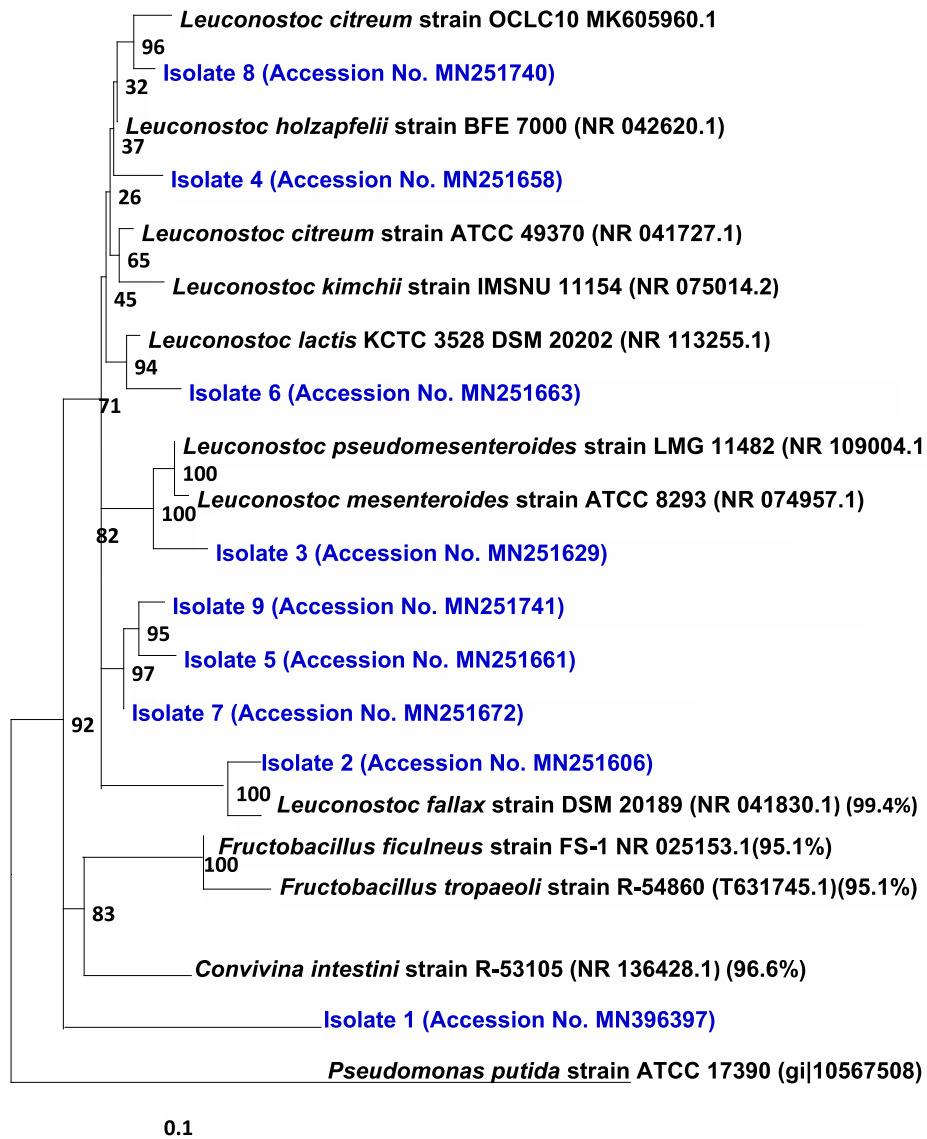 Leuconostoc citreum strain OCLC10 MK605960.1
96
Isolate 8 (Accession No. MN251740)
32
Leuconostoc holzapfelii strain BFE 7000 (NR 042620.1)
37
Isolate 4 (Accession No. MN251658)
26
Leuconostoc citreum strain ATCC 49370 (NR 041727.1)
65
Leuconostoc kimchii strain IMSNU 11154 (NR 075014.2)
45
Leuconostoc lactis KCTC 3528 DSM 20202 (NR 113255.1)
94
Isolate 6 (Accession No. MN251663)
71
Leuconostoc pseudomesenteroides strain LMG 11482 (NR 109004.1
100
Leuconostoc mesenteroides strain ATCC 8293 (NR 074957.1)
100
82
Isolate 3 (Accession No. MN251629)
Isolate 9 (Accession No. MN251741)
95
Isolate 5 (Accession No. MN251661)
97
Isolate 7 (Accession No. MN251672)
92
Isolate 2 (Accession No. MN251606)
100
Leuconostoc fallax strain DSM 20189 (NR 041830.1) (99.4%)
Fructobacillus ficulneus strain FS-1 NR 025153.1(95.1%)
100
Fructobacillus tropaeoli strain R-54860 (T631745.1)(95.1%)
83
Convivina intestini strain R-53105 (NR 136428.1) (96.6%)
Isolate 1 (Accession No. MN396397)
Pseudomonas putida strain ATCC 17390 (gi|10567508)
0.1